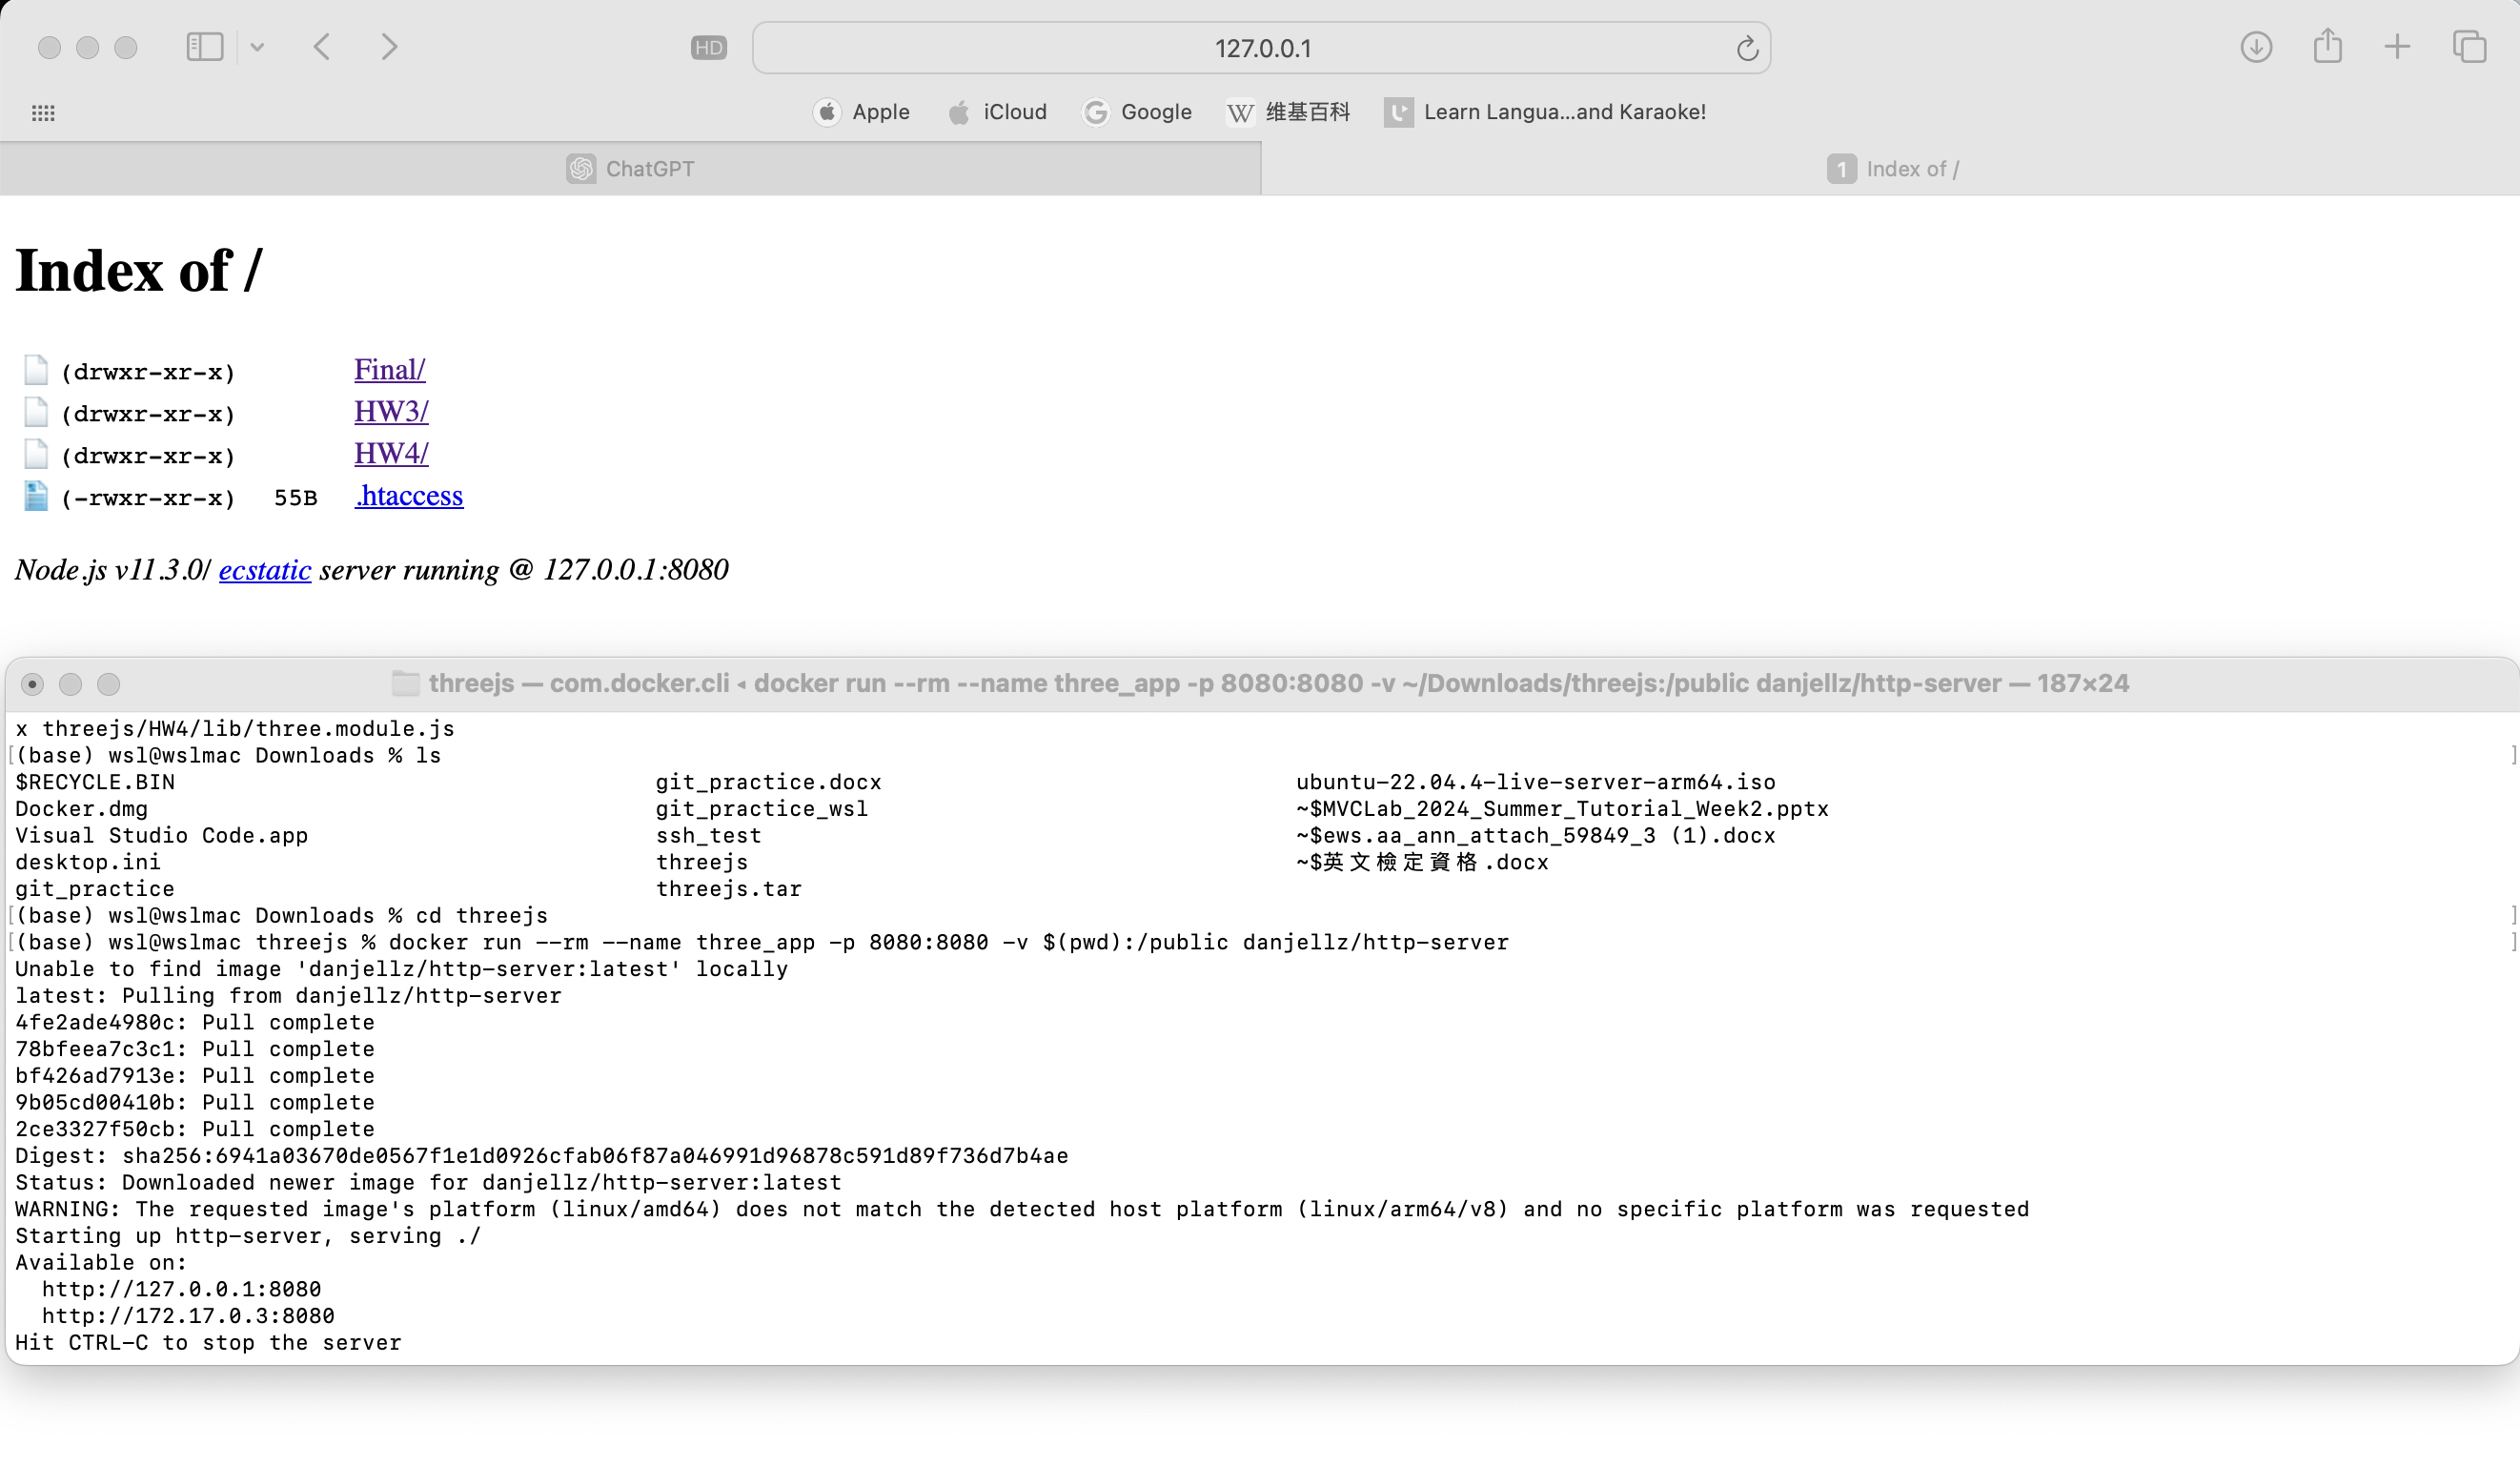 HD 127.0.0.1
Apple iCloud Google 维基百科 Learn Langua...and Karaoke!
ChatGPT 1 Index of /
Index of /
(drwxr-xr-x) Final/
(drwxr-xr-x) HW3/
(drwxr-xr-x) HW4/
(-rwxr-xr-x) 55B .htaccess
Node.js v11.3.0/ ecstatic server running @ 127.0.0.1:8080
threejs — com.docker.cli ◂ docker run --rm --name three_app -p 8080:8080 -v ~/Downloads/threejs:/public danjellz/http-server — 187×24
x threejs/HW4/lib/three.module.js
[(base) wsl@wslmac Downloads % ls ]
$RECYCLE.BIN git_practice.docx ubuntu-22.04.4-live-server-arm64.iso
Docker.dmg git_practice_wsl ~$MVCLab_2024_Summer_Tutorial_Week2.pptx
Visual Studio Code.app ssh_test ~$ews.aa_ann_attach_59849_3 (1).docx
desktop.ini threejs ~$英文檢定資格.docx
git_practice threejs.tar
[(base) wsl@wslmac Downloads % cd threejs ]
[(base) wsl@wslmac threejs % docker run --rm --name three_app -p 8080:8080 -v $(pwd):/public danjellz/http-server ]
Unable to find image 'danjellz/http-server:latest' locally
latest: Pulling from danjellz/http-server
4fe2ade4980c: Pull complete
78bfeea7c3c1: Pull complete
bf426ad7913e: Pull complete
9b05cd00410b: Pull complete
2ce3327f50cb: Pull complete
Digest: sha256:6941a03670de0567f1e1d0926cfab06f87a046991d96878c591d89f736d7b4ae
Status: Downloaded newer image for danjellz/http-server:latest
WARNING: The requested image's platform (linux/amd64) does not match the detected host platform (linux/arm64/v8) and no specific platform was requested
Starting up http-server, serving ./
Available on:
  http://127.0.0.1:8080
  http://172.17.0.3:8080
Hit CTRL-C to stop the server